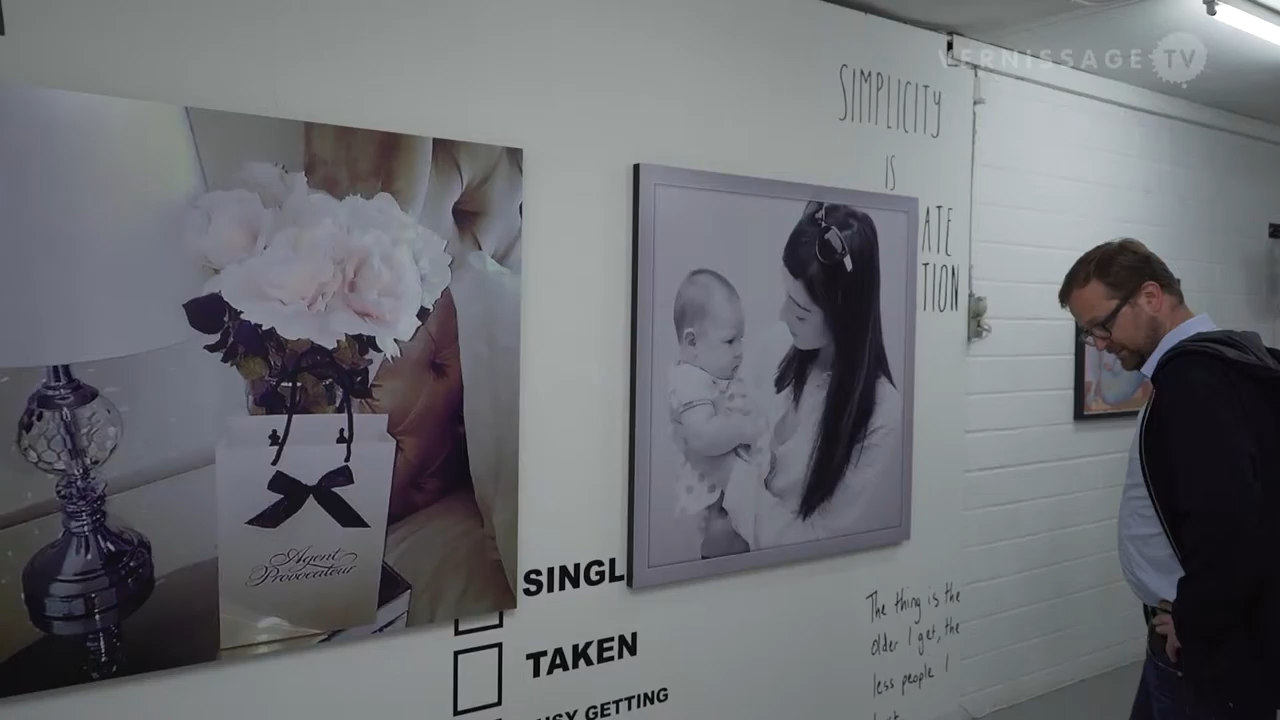 VERNISSAGE TV
SIMPLICITY
IS
ATE
TION
Agent
Provocateur
SINGL
TAKEN
GETTING
The thing is the
older I get, the
less people I